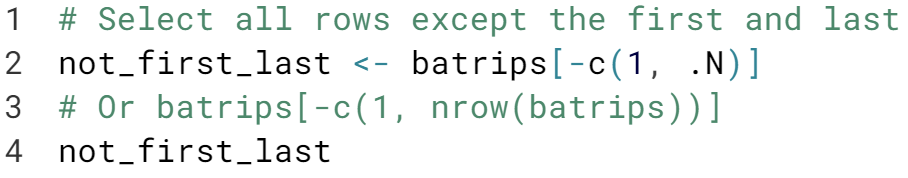 1 # Select all rows except the first and last
2 not_first_last <- batrips[-c(1, .N)]
3 # Or batrips[-c(1, nrow(batrips))]
4 not_first_last